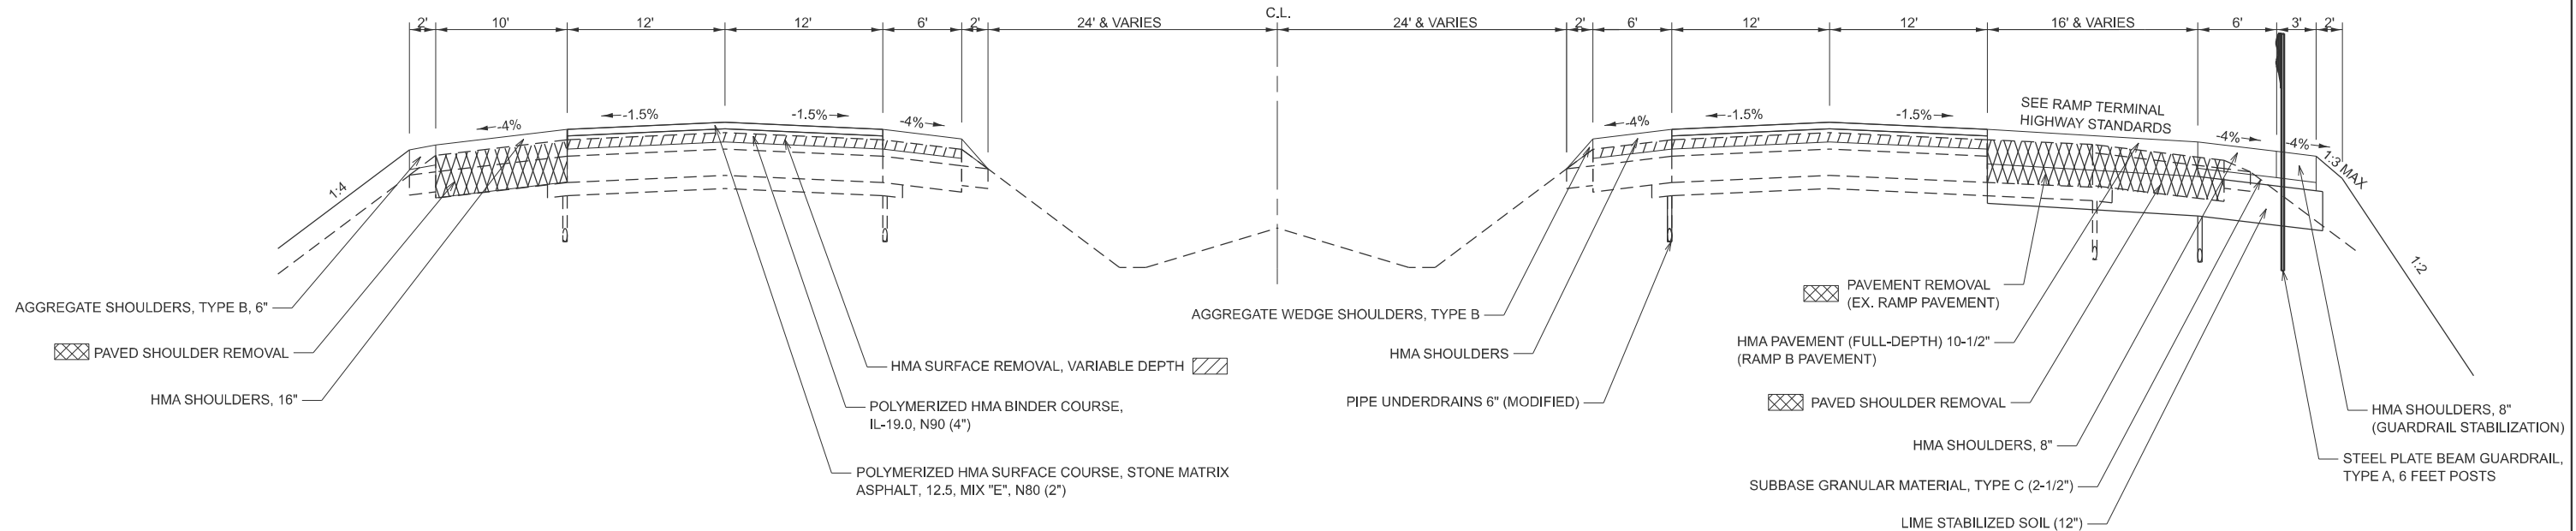 C.L.
2' 10' 12' 12' 6' 2' 24' & VARIES 24' & VARIES 2' 6' 12' 12' 16' & VARIES 6' 3' 2'
-4% -1.5% -1.5% -4% -4% -1.5% -1.5% -4% -4%
SEE RAMP TERMINAL
HIGHWAY STANDARDS
1:4
1:3 MAX
1:2
AGGREGATE SHOULDERS, TYPE B, 6"
PAVED SHOULDER REMOVAL
HMA SHOULDERS, 16"
HMA SURFACE REMOVAL, VARIABLE DEPTH
POLYMERIZED HMA BINDER COURSE,
IL-19.0, N90 (4")
POLYMERIZED HMA SURFACE COURSE, STONE MATRIX
ASPHALT, 12.5, MIX "E", N80 (2")
AGGREGATE WEDGE SHOULDERS, TYPE B
HMA SHOULDERS
PIPE UNDERDRAINS 6" (MODIFIED)
PAVEMENT REMOVAL
(EX. RAMP PAVEMENT)
HMA PAVEMENT (FULL-DEPTH) 10-1/2"
(RAMP B PAVEMENT)
PAVED SHOULDER REMOVAL
HMA SHOULDERS, 8"
SUBBASE GRANULAR MATERIAL, TYPE C (2-1/2")
LIME STABILIZED SOIL (12")
HMA SHOULDERS, 8"
(GUARDRAIL STABILIZATION)
STEEL PLATE BEAM GUARDRAIL,
TYPE A, 6 FEET POSTS